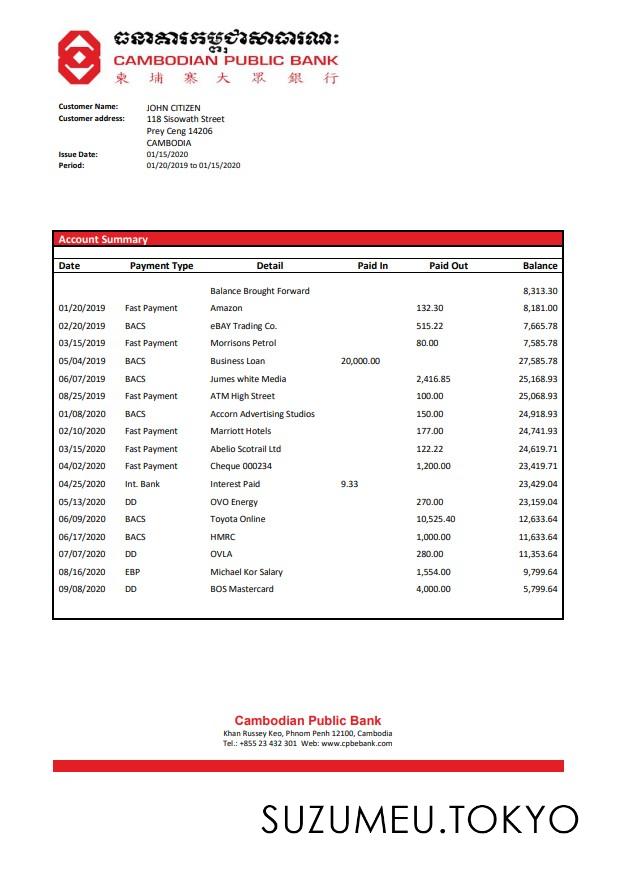 ធនាគារកម្ពុជាសាធារណៈ
CAMBODIAN PUBLIC BANK
柬 埔 寨 大 眾 銀 行
Customer Name: JOHN CITIZEN
Customer address: 118 Sisowath Street
Prey Ceng 14206
CAMBODIA
Issue Date: 01/15/2020
Period: 01/20/2019 to 01/15/2020
Account Summary
Date Payment Type Detail Paid In Paid Out Balance
Balance Brought Forward 8,313.30
01/20/2019 Fast Payment Amazon 132.30 8,181.00
02/20/2019 BACS eBAY Trading Co. 515.22 7,665.78
03/15/2019 Fast Payment Morrisons Petrol 80.00 7,585.78
05/04/2019 BACS Business Loan 20,000.00 27,585.78
06/07/2019 BACS Jumes white Media 2,416.85 25,168.93
08/25/2019 Fast Payment ATM High Street 100.00 25,068.93
01/08/2020 BACS Accorn Advertising Studios 150.00 24,918.93
02/10/2020 Fast Payment Marriott Hotels 177.00 24,741.93
03/15/2020 Fast Payment Abelio Scotrail Ltd 122.22 24,619.71
04/02/2020 Fast Payment Cheque 000234 1,200.00 23,419.71
04/25/2020 Int. Bank Interest Paid 9.33 23,429.04
05/13/2020 DD OVO Energy 270.00 23,159.04
06/09/2020 BACS Toyota Online 10,525.40 12,633.64
06/17/2020 BACS HMRC 1,000.00 11,633.64
07/07/2020 DD OVLA 280.00 11,353.64
08/16/2020 EBP Michael Kor Salary 1,554.00 9,799.64
09/08/2020 DD BOS Mastercard 4,000.00 5,799.64
Cambodian Public Bank
Khan Russey Keo, Phnom Penh 12100, Cambodia
Tel.: +855 23 432 301 Web: www.cpbebank.com
SUZUMEU.TOKYO